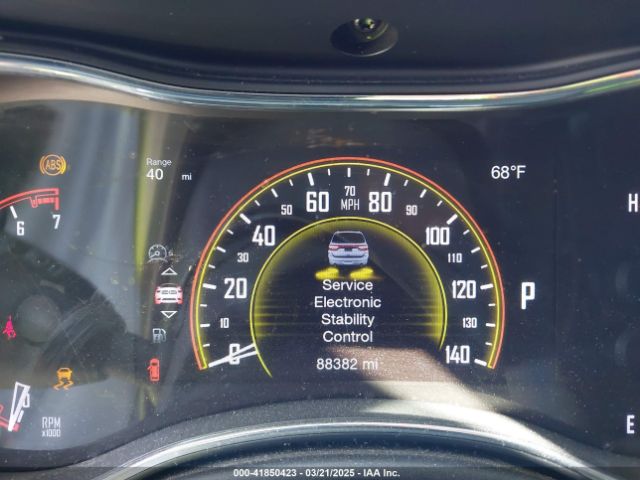 ABS
Range
40 mi
68°F
H
6
7
0
10
20
30
40
50
60
70
MPH
80
90
100
110
120
130
140
Service
Electronic
Stability
Control
88382 mi
P
E
RPM
x1000
000-41850423 - 03/21/2025 - IAA Inc.